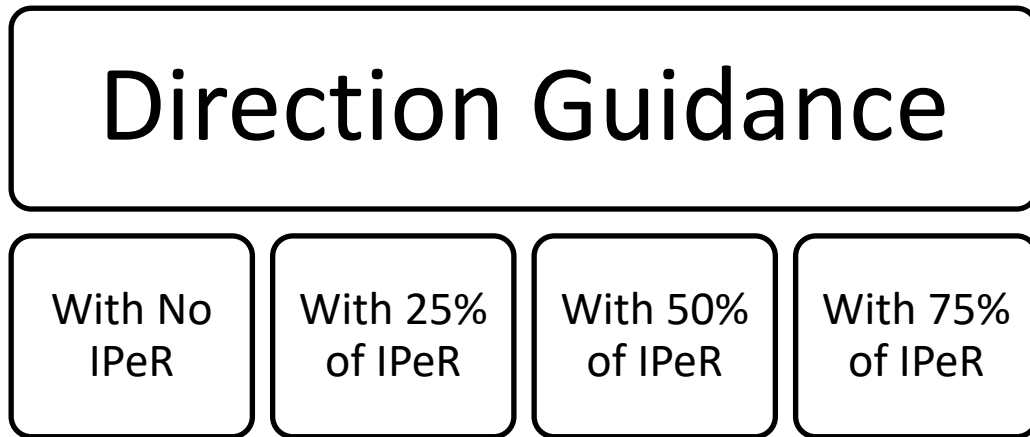 Direction Guidance
With No
IPeR
With 25%
of IPeR
With 50%
of IPeR
With 75%
of IPeR